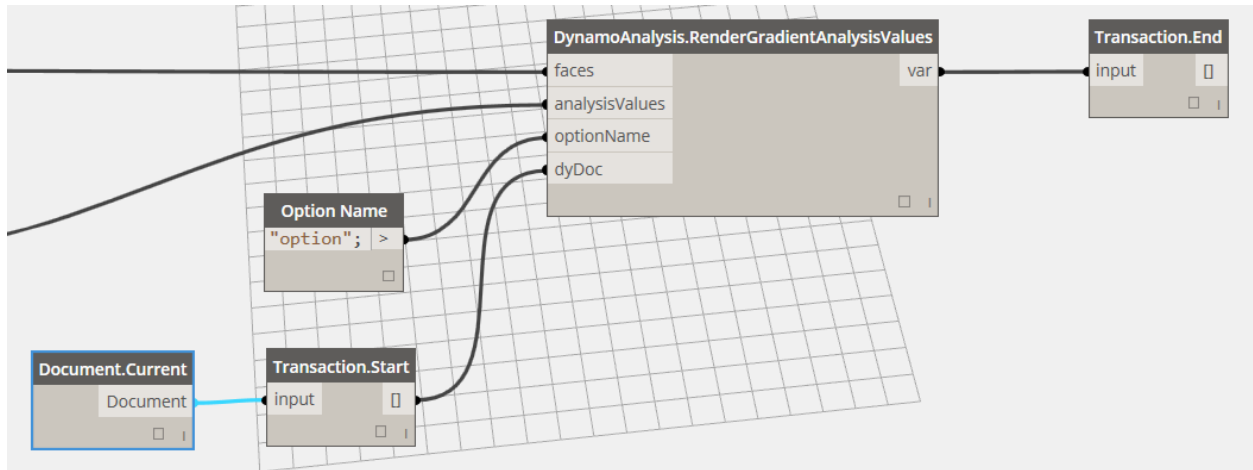 DynamoAnalysis.RenderGradientAnalysisValues
faces
var
analysisValues
optionName
dyDoc
Transaction.End
input
[]
Option Name
"option";
>
Document.Current
Document
Transaction.Start
input
[]